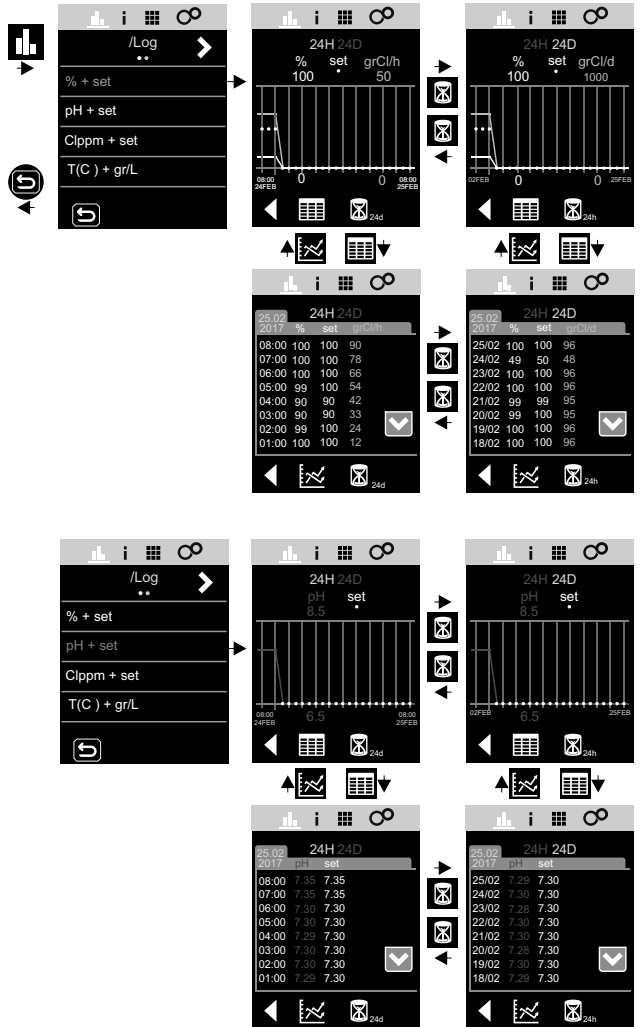 /Log
% + set
pH + set
Clppm + set
T(C ) + gr/L
24H 24D
% set grCl/h
100 50
0 0
08:00 08:00
24FEB 25FEB
24d
24H 24D
% set grCl/d
100 1000
02FEB 0 0 25FEB
24h
25.02 24H 24D
2017 % set grCl/h
08:00 100 100 90
07:00 100 100 78
06:00 100 100 66
05:00 99 100 54
04:00 90 90 42
03:00 90 90 33
02:00 99 100 24
01:00 100 100 12
24d
25.02 24H 24D
2017 % set grCl/d
25/02 100 100 96
24/02 49 50 48
23/02 100 100 96
22/02 100 100 96
21/02 99 99 95
20/02 99 100 95
19/02 100 100 96
18/02 100 100 96
24h
/Log
% + set
pH + set
Clppm + set
T(C ) + gr/L
24H 24D
pH set
8.5
08:00 6.5 08:00
24FEB 25FEB
24d
24H 24D
pH set
8.5
02FEB 6.5 25FEB
24h
25.02 24H 24D
2017 pH set
08:00 7.35 7.35
07:00 7.35 7.35
06:00 7.30 7.30
05:00 7.30 7.30
04:00 7.29 7.30
03:00 7.30 7.30
02:00 7.30 7.30
01:00 7.29 7.30
24d
25.02 24H 24D
2017 pH set
25/02 7.29 7.30
24/02 7.30 7.30
23/02 7.28 7.30
22/02 7.30 7.30
21/02 7.30 7.30
20/02 7.28 7.30
19/02 7.30 7.30
18/02 7.29 7.30
24h